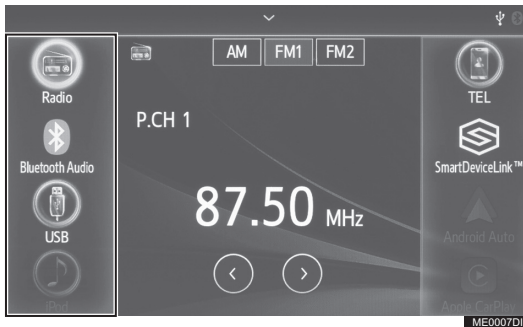 AM FM1 FM2
Radio
TEL
P.CH 1
Bluetooth Audio
SmartDeviceLink™
87.50 MHz
USB
Android Auto
iPod
Apple CarPlay
ME0007DI